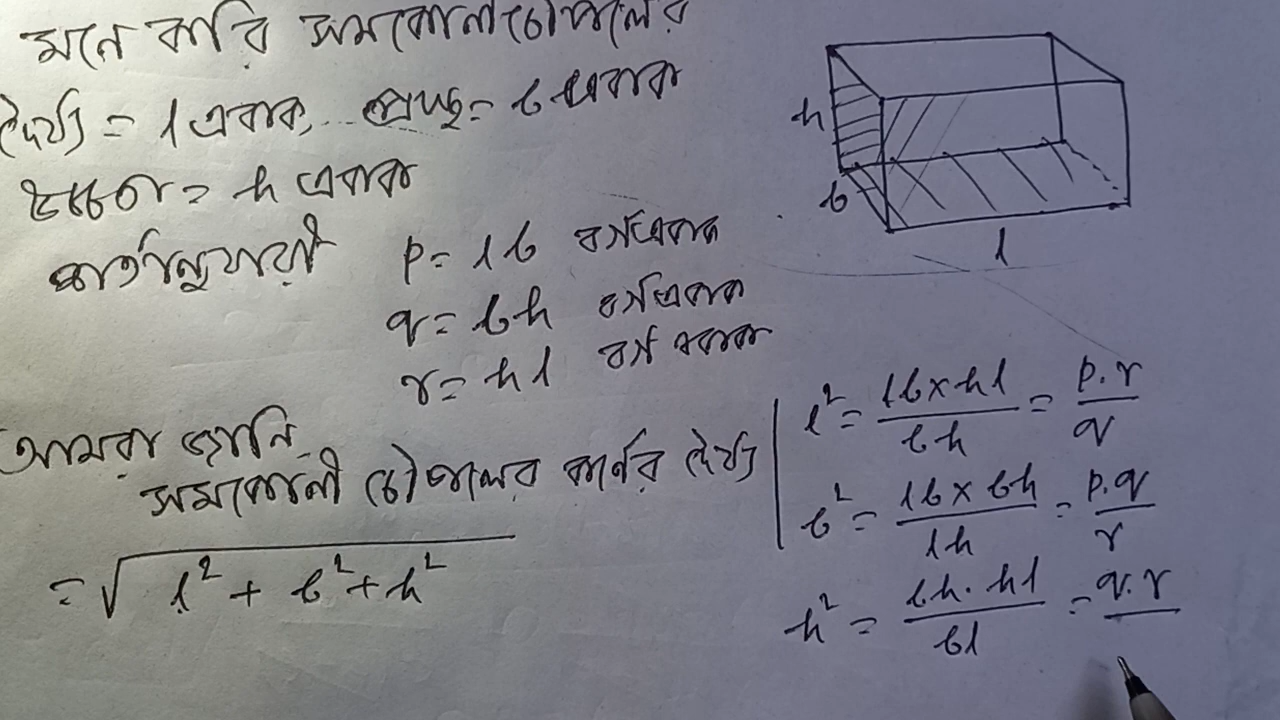 মনে করি সমকোণী চৌপলের
দৈর্ঘ্য = l একক, প্রস্থ = b একক
উচ্চতা = h একক
শর্তানুযায়ী p = lb বর্গএকক
q = bh বর্গএকক
r = hl বর্গ একক
আমরা জানি,
সমকোণী চৌপলের কর্ণের দৈর্ঘ্য
= √(l² + b² + h²)
h
b
l
l² = (lb × hl)/(bh) = (p.r)/q
b² = (lb × bh)/(lh) = (p.q)/r
h² = (bh . hl)/(bl) = q.r/